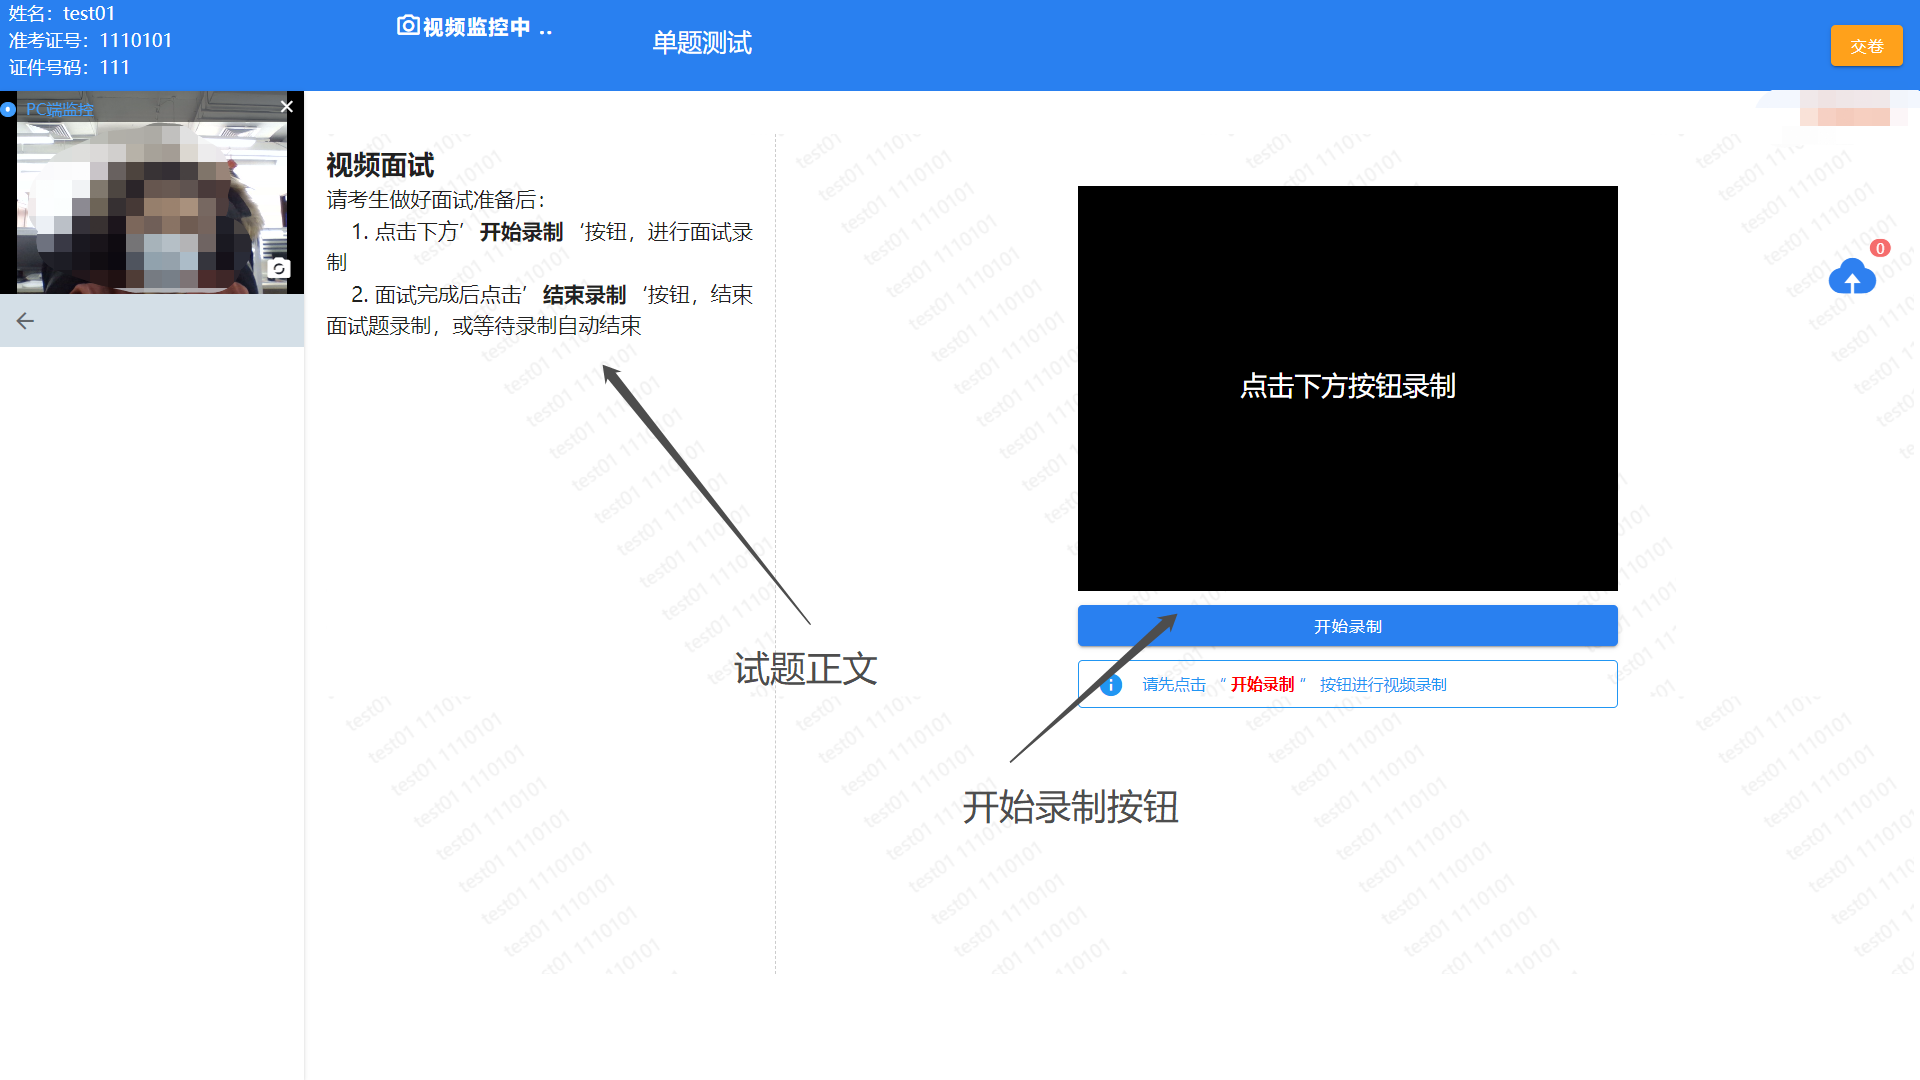 姓名：test01
准考证号：1110101
证件号码：111
视频监控中 ..
单题测试
交卷
PC端监控
0
视频面试
请考生做好面试准备后：
1. 点击下方’ 开始录制 ‘按钮，进行面试录
制
2. 面试完成后点击’ 结束录制 ‘按钮，结束
面试题录制，或等待录制自动结束
试题正文
点击下方按钮录制
开始录制
请先点击 “ 开始录制 ” 按钮进行视频录制
开始录制按钮
test01 1110101